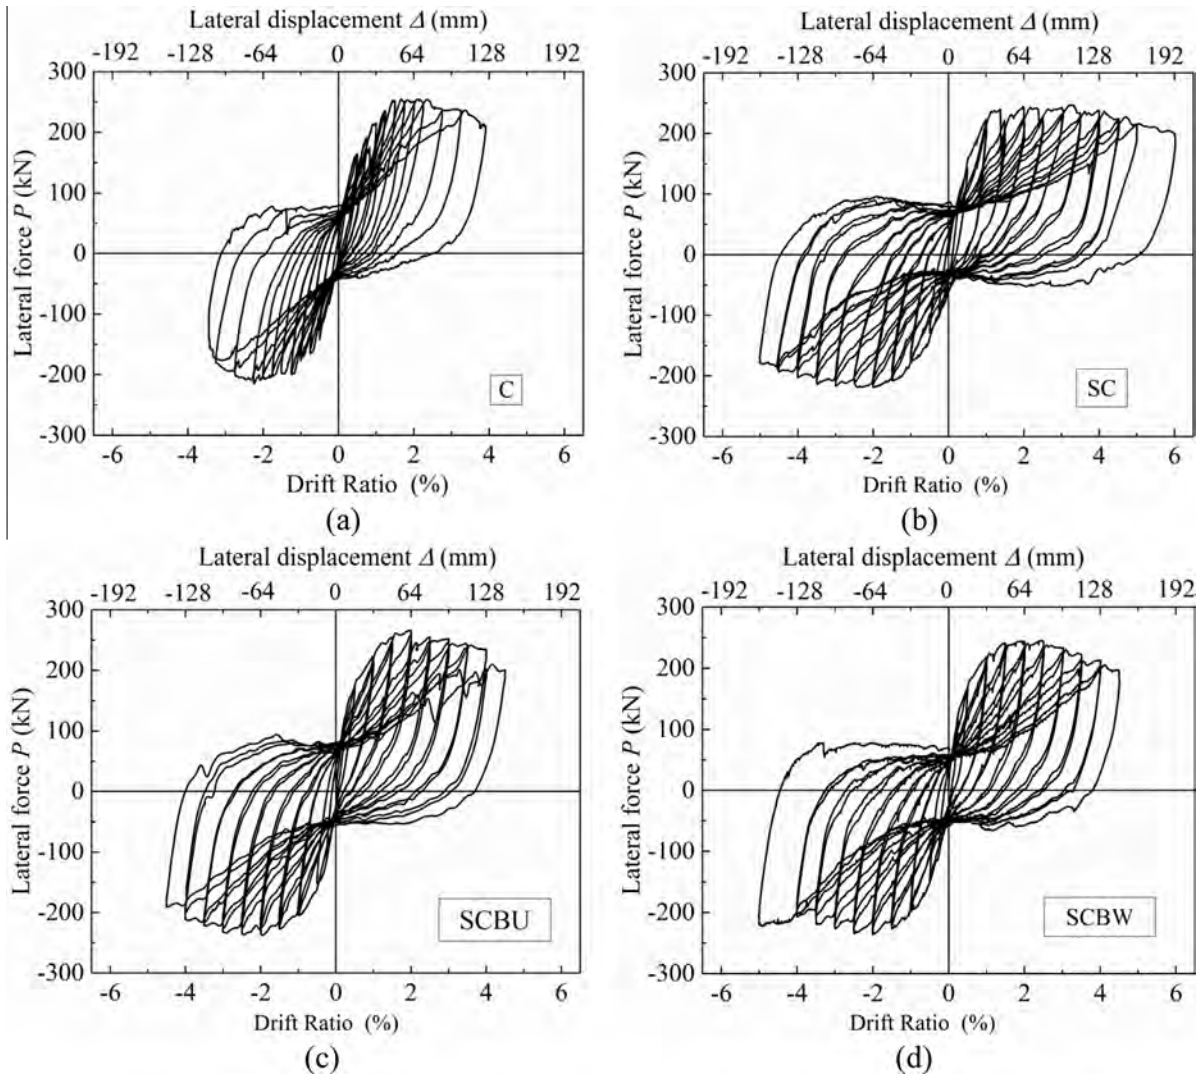 Lateral displacement Δ (mm)
-192 -128 -64 0 64 128 192
300
200
100
0
-100
-200
-300
Lateral force P (kN)
C
-6 -4 -2 0 2 4 6
Drift Ratio (%)
(a)
Lateral displacement Δ (mm)
-192 -128 -64 0 64 128 192
300
200
100
0
-100
-200
-300
Lateral force P (kN)
SC
-6 -4 -2 0 2 4 6
Drift Ratio (%)
(b)
Lateral displacement Δ (mm)
-192 -128 -64 0 64 128 192
300
200
100
0
-100
-200
-300
Lateral force P (kN)
SCBU
-6 -4 -2 0 2 4 6
Drift Ratio (%)
(c)
Lateral displacement Δ (mm)
-192 -128 -64 0 64 128 192
300
200
100
0
-100
-200
-300
Lateral force P (kN)
SCBW
-6 -4 -2 0 2 4 6
Drift Ratio (%)
(d)